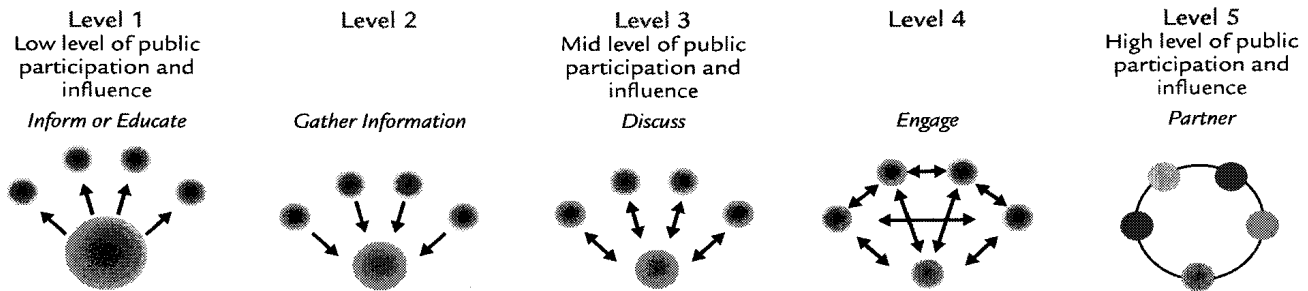 Level 1
Low level of public
participation and
influence
Inform or Educate
Level 2
Gather Information
Level 3
Mid level of public
participation and
influence
Discuss
Level 4
Engage
Level 5
High level of public
participation and
influence
Partner